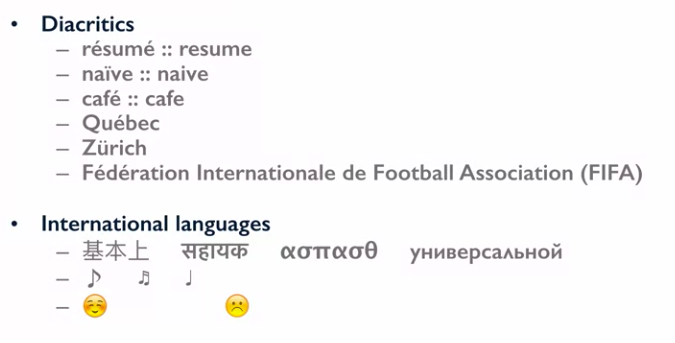 • Diacritics
– résumé :: resume
– naïve :: naive
– café :: cafe
– Québec
– Zürich
– Fédération Internationale de Football Association (FIFA)
• International languages
– 基本上 सहायक ασπασθ универсальной
– ♪ ♬ ♩
– ☺️ ☹️